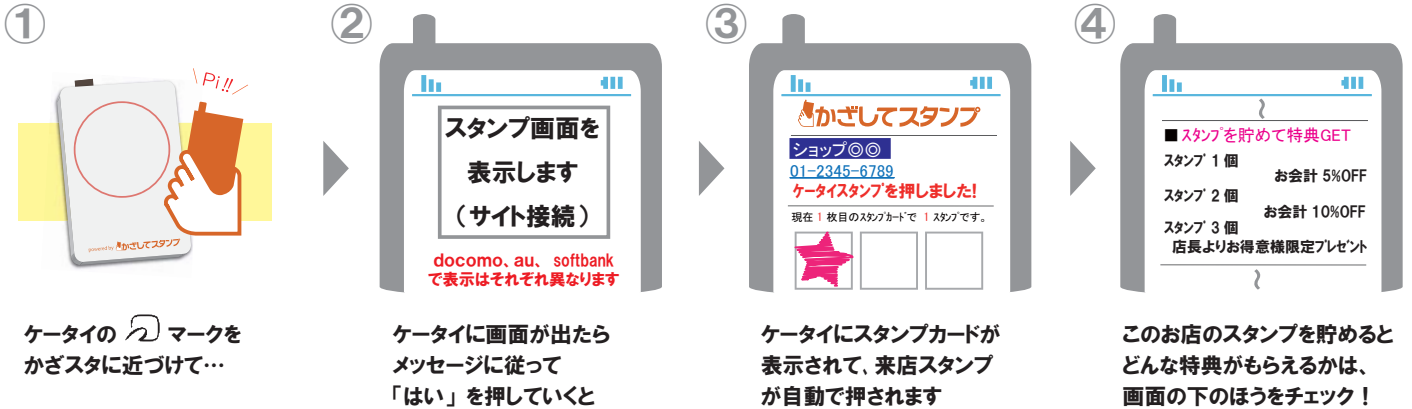 ①
Pi!!
powered by かざしてスタンプ
ケータイの マークを
かざスタに近づけて…
②
スタンプ画面を
表示します
（サイト接続）
docomo、au、 softbank
で表示はそれぞれ異なります
ケータイに画面が出たら
メッセージに従って
「はい」を押していくと
③
かざしてスタンプ
ショップ◎◎
01-2345-6789
ケータイスタンプを押しました!
現在 1 枚目のスタンプカードで 1 スタンプです。
ケータイにスタンプカードが
表示されて、来店スタンプ
が自動で押されます
④
〜
■スタンプを貯めて特典GET
スタンプ 1 個
お会計 5%OFF
スタンプ 2 個
お会計 10%OFF
スタンプ 3 個
店長よりお得意様限定プレゼント
〜
このお店のスタンプを貯めると
どんな特典がもらえるかは、
画面の下のほうをチェック！